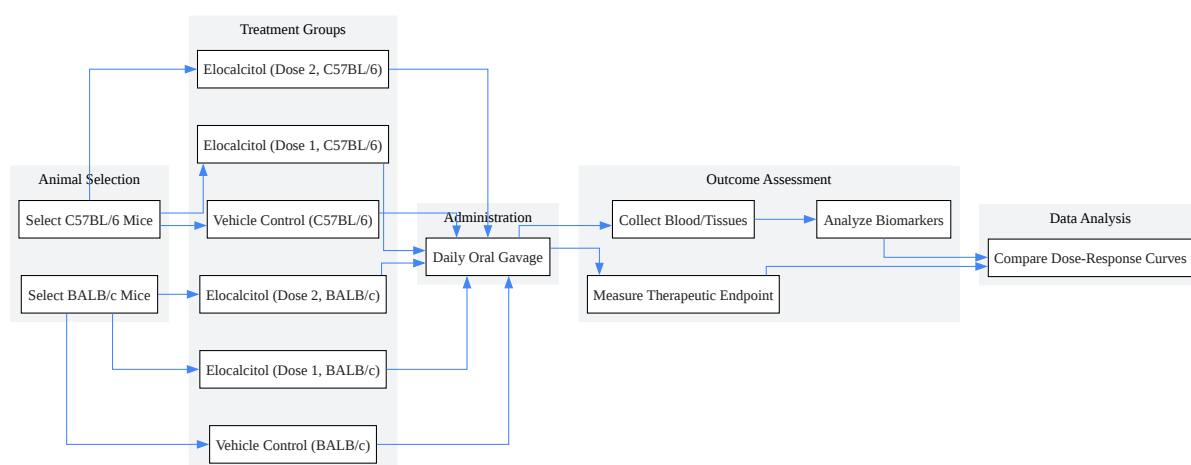 Treatment Groups
Elocalcitol (Dose 2, C57BL/6)
Elocalcitol (Dose 1, C57BL/6)
Animal Selection
Select C57BL/6 Mice
Vehicle Control (C57BL/6)
Select BALB/c Mice
Elocalcitol (Dose 2, BALB/c)
Elocalcitol (Dose 1, BALB/c)
Vehicle Control (BALB/c)
Administration
Daily Oral Gavage
Outcome Assessment
Collect Blood/Tissues
Analyze Biomarkers
Measure Therapeutic Endpoint
Data Analysis
Compare Dose-Response Curves